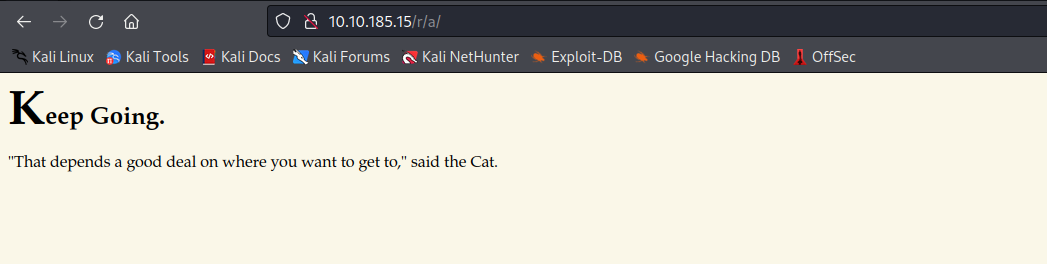 10.10.185.15/r/a/
Kali Linux Kali Tools Kali Docs Kali Forums Kali NetHunter Exploit-DB Google Hacking DB OffSec
Keep Going.
"That depends a good deal on where you want to get to," said the Cat.